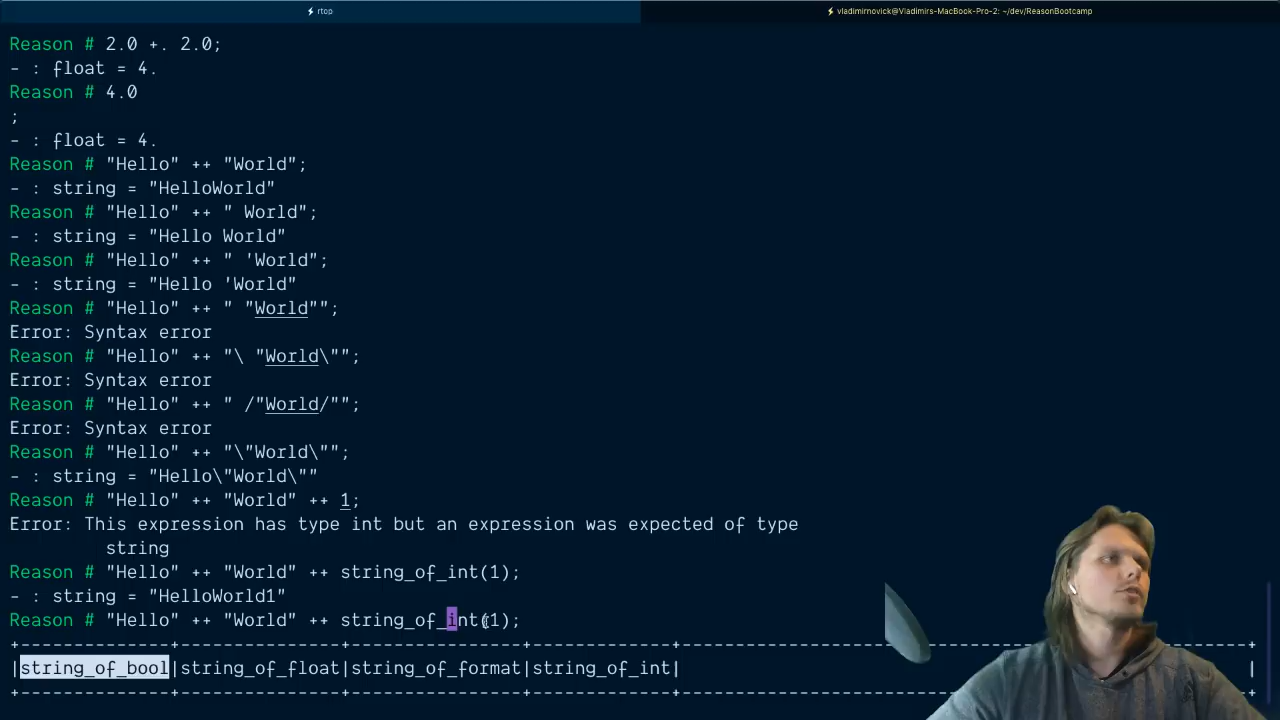 ⚡ rtop
⚡ vladimirnovick@Vladimirs-MacBook-Pro-2: ~/dev/ReasonBootcamp
Reason # 2.0 +. 2.0;
- : float = 4.
Reason # 4.0
;
- : float = 4.
Reason # "Hello" ++ "World";
- : string = "HelloWorld"
Reason # "Hello" ++ " World";
- : string = "Hello World"
Reason # "Hello" ++ " 'World";
- : string = "Hello 'World"
Reason # "Hello" ++ " "World"";
Error: Syntax error
Reason # "Hello" ++ "\ "World\"";
Error: Syntax error
Reason # "Hello" ++ " /"World/"";
Error: Syntax error
Reason # "Hello" ++ "\"World\"";
- : string = "Hello\"World\""
Reason # "Hello" ++ "World" ++ 1;
Error: This expression has type int but an expression was expected of type
string
Reason # "Hello" ++ "World" ++ string_of_int(1);
- : string = "HelloWorld1"
Reason # "Hello" ++ "World" ++ string_of_int(1);
|string_of_bool|string_of_float|string_of_format|string_of_int|